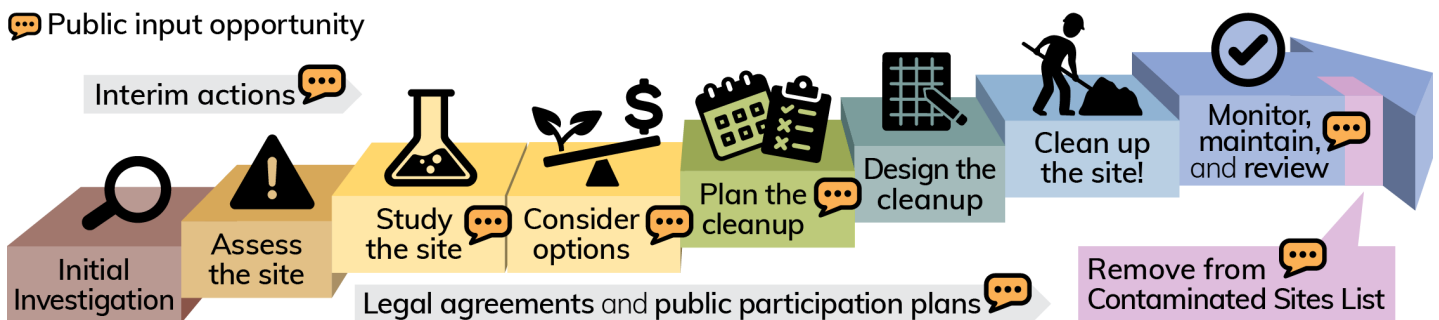 Public input opportunity
Interim actions
Initial
Investigation
Assess
the site
Study
the site
Consider
options
Plan the
cleanup
Design the
cleanup
Clean up
the site!
Monitor,
maintain,
and review
Legal agreements and public participation plans
Remove from
Contaminated Sites List